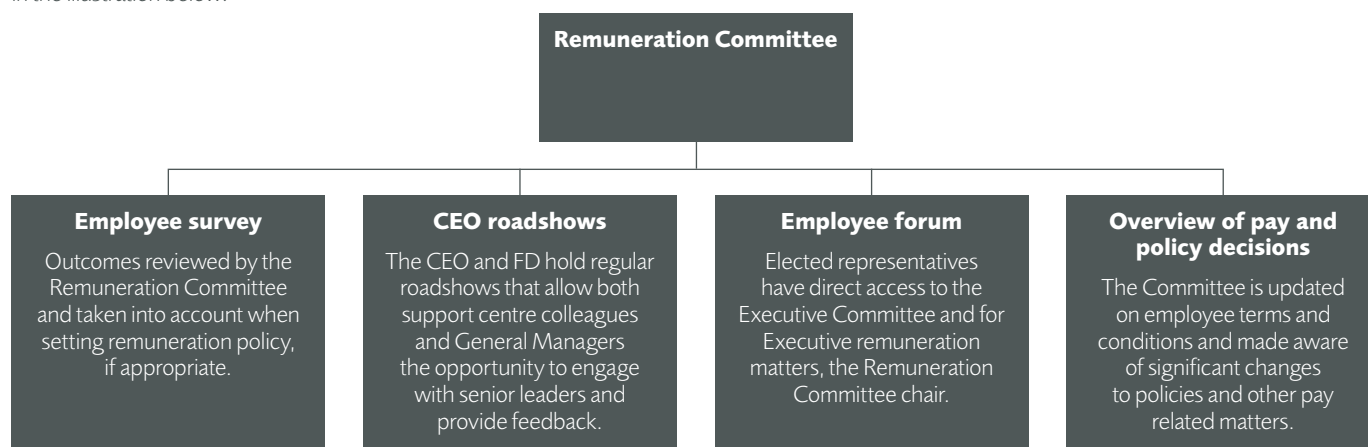 Remuneration Committee
Employee survey
Outcomes reviewed by the
Remuneration Committee
and taken into account when
setting remuneration policy,
if appropriate.
CEO roadshows
The CEO and FD hold regular
roadshows that allow both
support centre colleagues
and General Managers
the opportunity to engage
with senior leaders and
provide feedback.
Employee forum
Elected representatives
have direct access to the
Executive Committee and for
Executive remuneration
matters, the Remuneration
Committee chair.
Overview of pay and
policy decisions
The Committee is updated
on employee terms and
conditions and made aware
of significant changes
to policies and other pay
related matters.